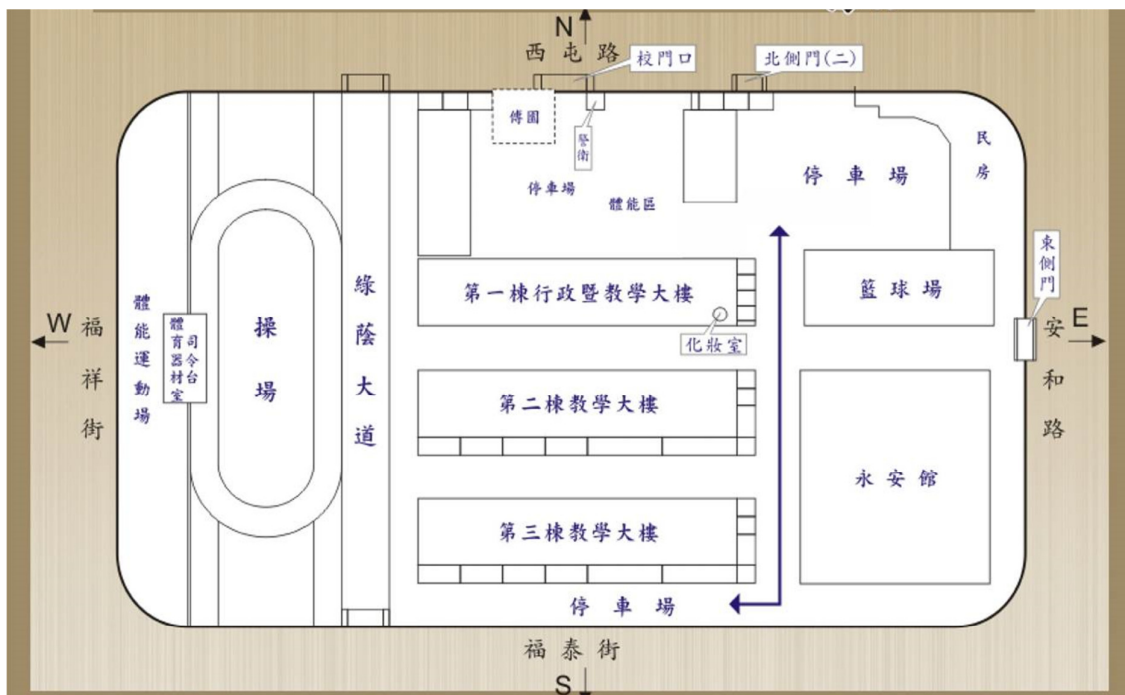 N
西屯路
校門口
北側門(二)
傅園
警衛
民房
停車場
體能區
停車場
東側門
第一棟行政暨教學大樓
籃球場
化妝室
W
福祥街
體能運動場
體育器材室
司令台
操場
綠蔭大道
E
安和路
第二棟教學大樓
永安館
第三棟教學大樓
停車場
福泰街
S